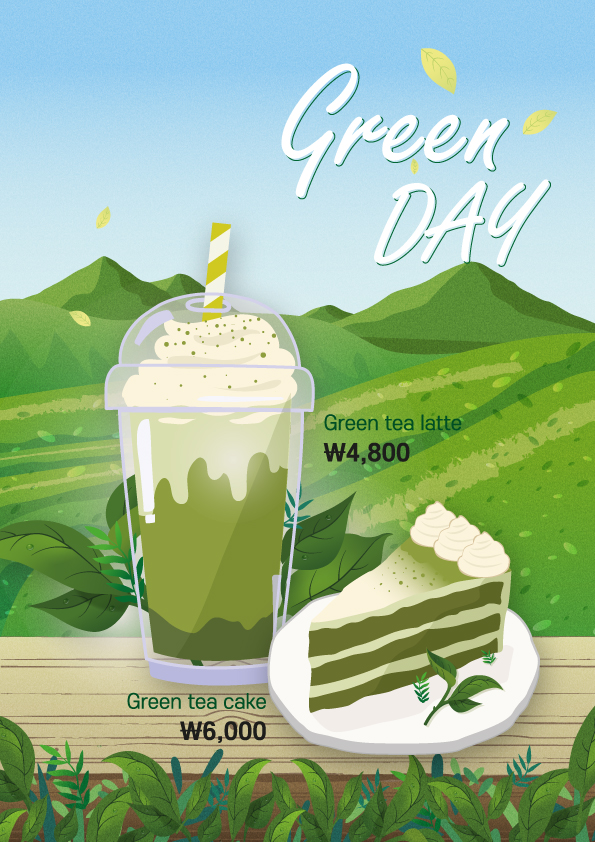 Green
DAY
Green tea latte
₩4,800
Green tea cake
₩6,000